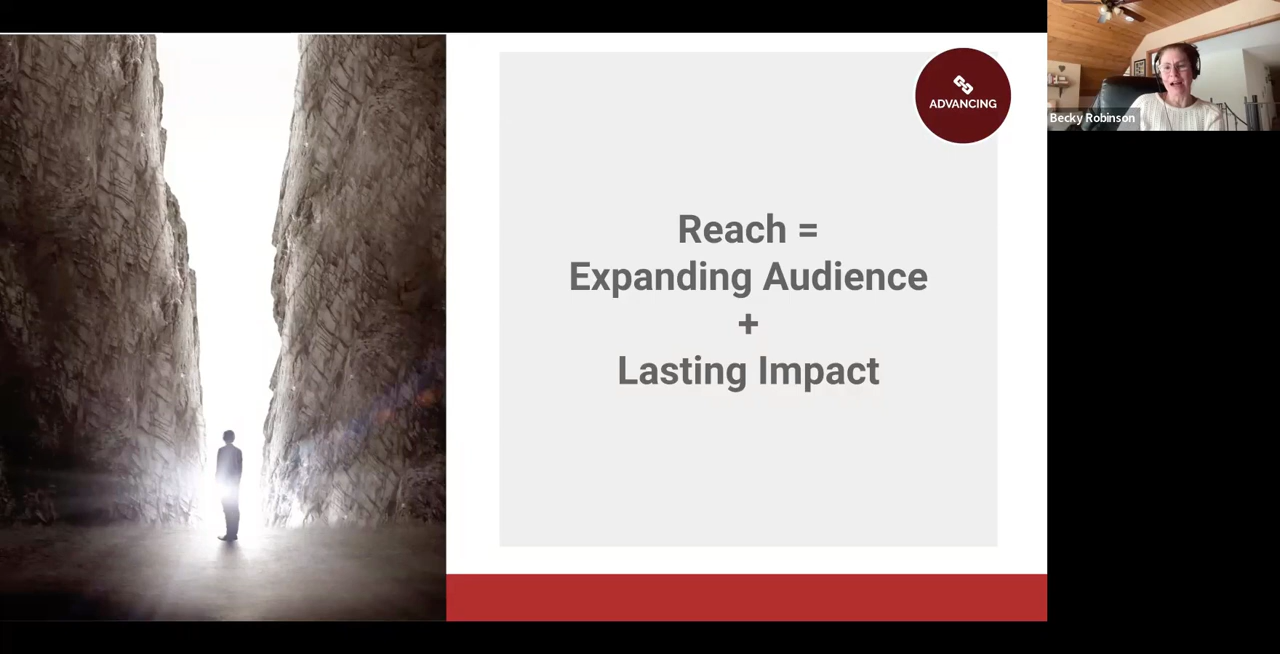 ADVANCING
Reach =
Expanding Audience
+
Lasting Impact
Becky Robinson